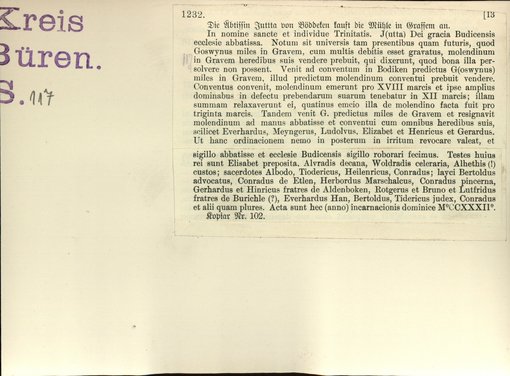 Kreis
Büren.
S. 117
1232.
[13
Die Äbtissin Jutta von Böddeken kauft die Mühle in Graffem an.
In nomine sancte et individue Trinitatis. J(utta) Dei gracia Budicensis
ecclesie abbatissa. Notum sit universis tam presentibus quam futuris, quod
Goswynus miles in Gravem, cum multis debitis esset gravatus, molendinum
in Gravem heredibus suis vendere prebuit, qui dixerunt, quod bona illa per-
solvere non possent. Venit ad conventum in Bodiken predictus G(oswynus)
miles in Gravem, illud predictum molendinum conventui prebuit vendere.
Conventus convenit, molendinum emerunt pro XVIII marcis et ipse amplius
dominabus in defectu prebendarum suarum tenebatur in XII marcis; illam
summam relaxaverunt ei, quatinus emcio illa de molendino facta fuit pro
triginta marcis. Tandem venit G. predictus miles de Gravem et resignavit
molendinum ad manus abbatisse et conventui cum omnibus heredibus suis,
scilicet Everhardus, Meyngerus, Ludolvus, Elizabet et Henricus et Gerardus.
Ut hanc ordinacionem nemo in posterum in irritum revocare valeat, et
sigillo abbatisse et ecclesie Budicensis sigillo roborari fecimus. Testes huius
rei sunt Elisabet preposita, Alvradis decana, Woldradis celeraria, Alhethis (!)
custos; sacerdotes Albodo, Tiodericus, Heilenricus, Conradus; layci Bertoldus
advocatus, Conradus de Etlen, Herbordus Marschalcus, Conradus pincerna,
Gerhardus et Hinricus fratres de Aldenboken, Rotgerus et Bruno et Lutfridus
fratres de Burichle (?), Everhardus Han, Bertoldus, Tidericus judex, Conradus
et alii quam plures. Acta sunt hec (anno) incarnacionis dominice M°CCXXXII°.
Kopiar Nr. 102.